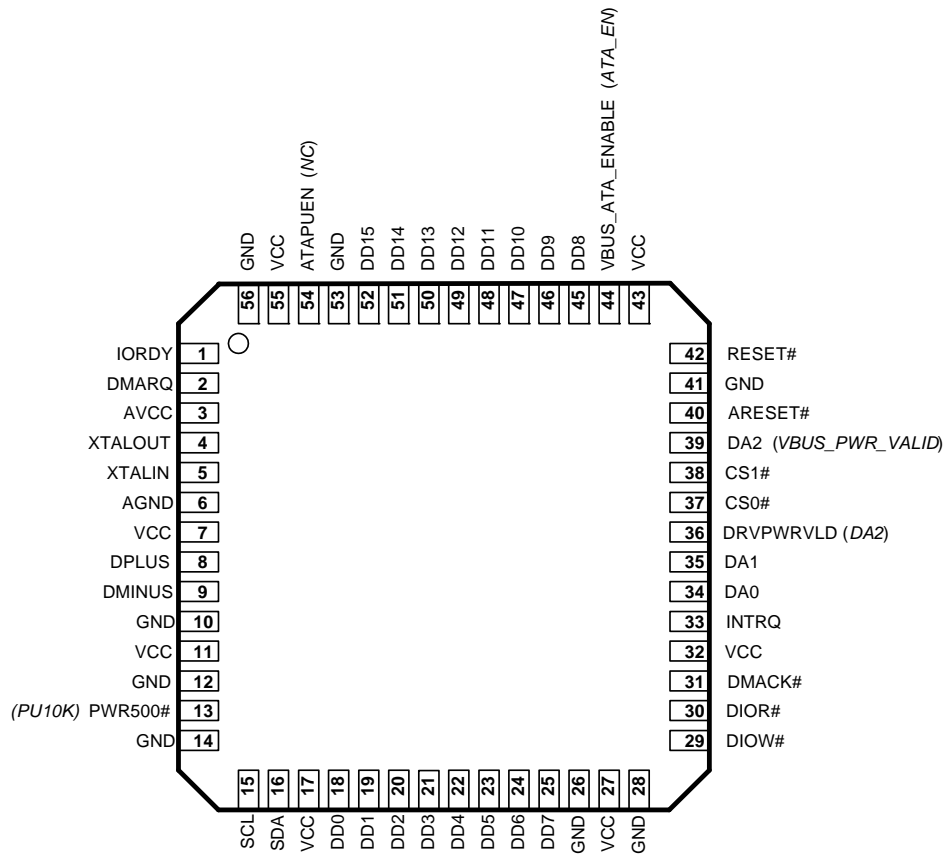 GND
VCC
ATAPUEN (NC)
GND
DD15
DD14
DD13
DD12
DD11
DD10
DD9
DD8
VBUS_ATA_ENABLE (ATA_EN)
VCC
56
55
54
53
52
51
50
49
48
47
46
45
44
43
IORDY 1
DMARQ 2
AVCC 3
XTALOUT 4
XTALIN 5
AGND 6
VCC 7
DPLUS 8
DMINUS 9
GND 10
VCC 11
GND 12
(PU10K) PWR500# 13
GND 14
42 RESET#
41 GND
40 ARESET#
39 DA2 (VBUS_PWR_VALID)
38 CS1#
37 CS0#
36 DRVPWRVLD (DA2)
35 DA1
34 DA0
33 INTRQ
32 VCC
31 DMACK#
30 DIOR#
29 DIOW#
15
16
17
18
19
20
21
22
23
24
25
26
27
28
SCL
SDA
VCC
DD0
DD1
DD2
DD3
DD4
DD5
DD6
DD7
GND
VCC
GND